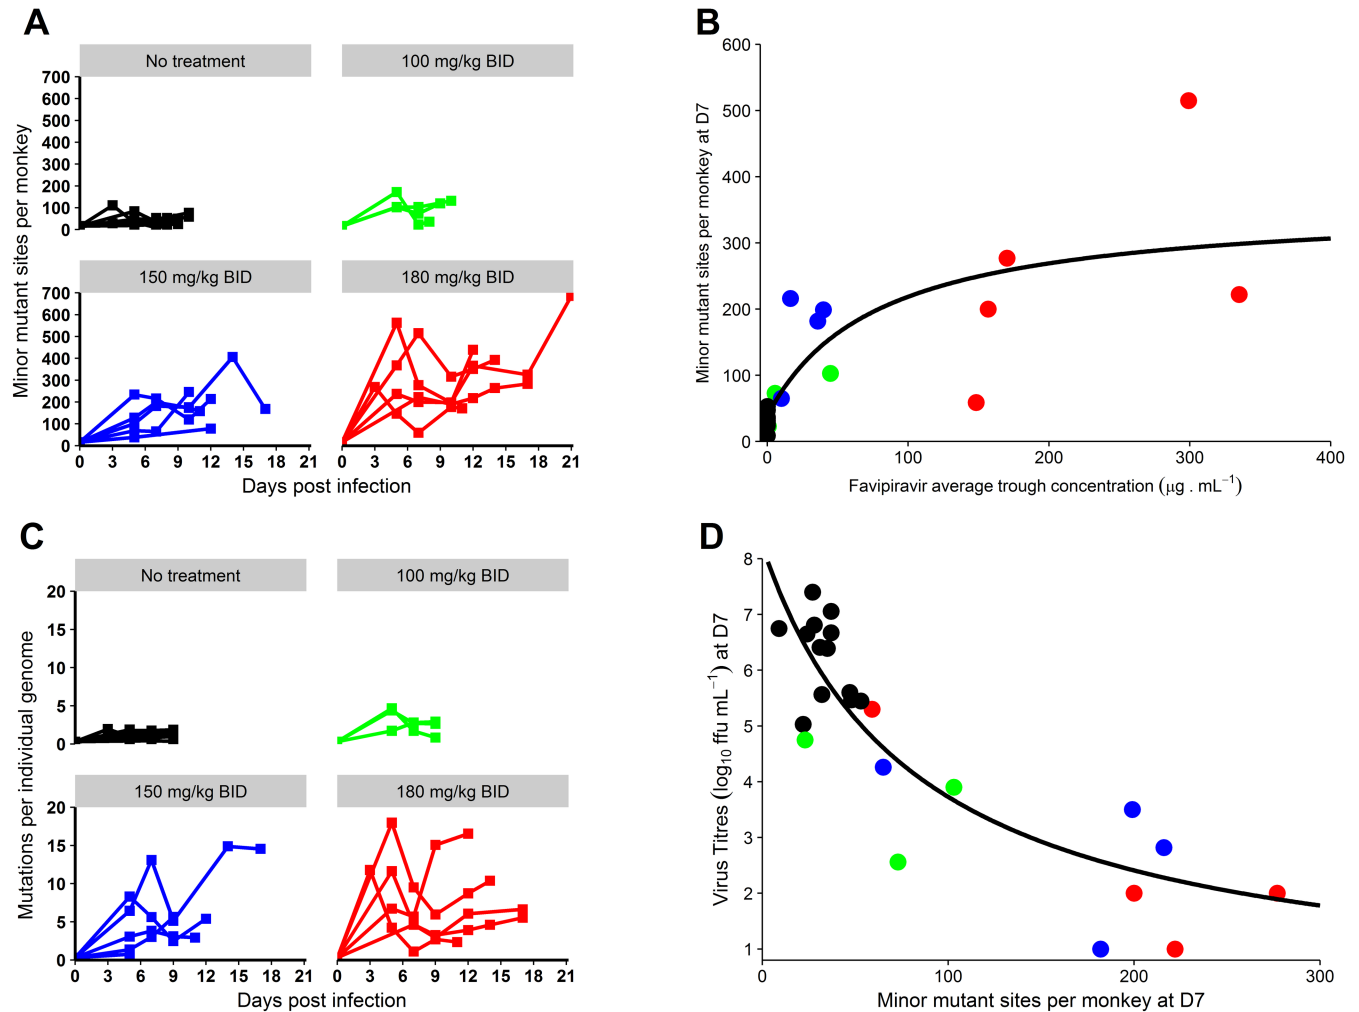 A
No treatment
100 mg/kg BID
700
600
500
400
300
200
100
0
Minor mutant sites per monkey
150 mg/kg BID
180 mg/kg BID
700
600
500
400
300
200
100
0
0 3 6 9 12 15 18 21
0 3 6 9 12 15 18 21
Days post infection
B
600
500
400
300
200
100
0
Minor mutant sites per monkey at D7
0 100 200 300 400
Favipiravir average trough concentration (μg . mL⁻¹)
C
No treatment
100 mg/kg BID
20
15
10
5
0
Mutations per individual genome
150 mg/kg BID
180 mg/kg BID
20
15
10
5
0
0 3 6 9 12 15 18 21
0 3 6 9 12 15 18 21
Days post infection
D
8
7
6
5
4
3
2
1
Virus Titres (log₁₀ ffu mL⁻¹) at D7
0 100 200 300
Minor mutant sites per monkey at D7